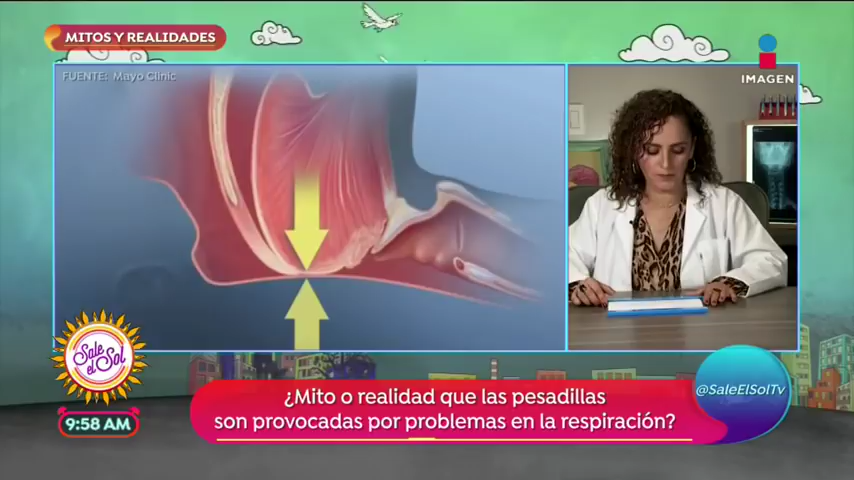 MITOS Y REALIDADES
FUENTE: Mayo Clinic
IMAGEN
Sale
el Sol
9:58 AM
¿Mito o realidad que las pesadillas
son provocadas por problemas en la respiración?
@SaleElSolTv